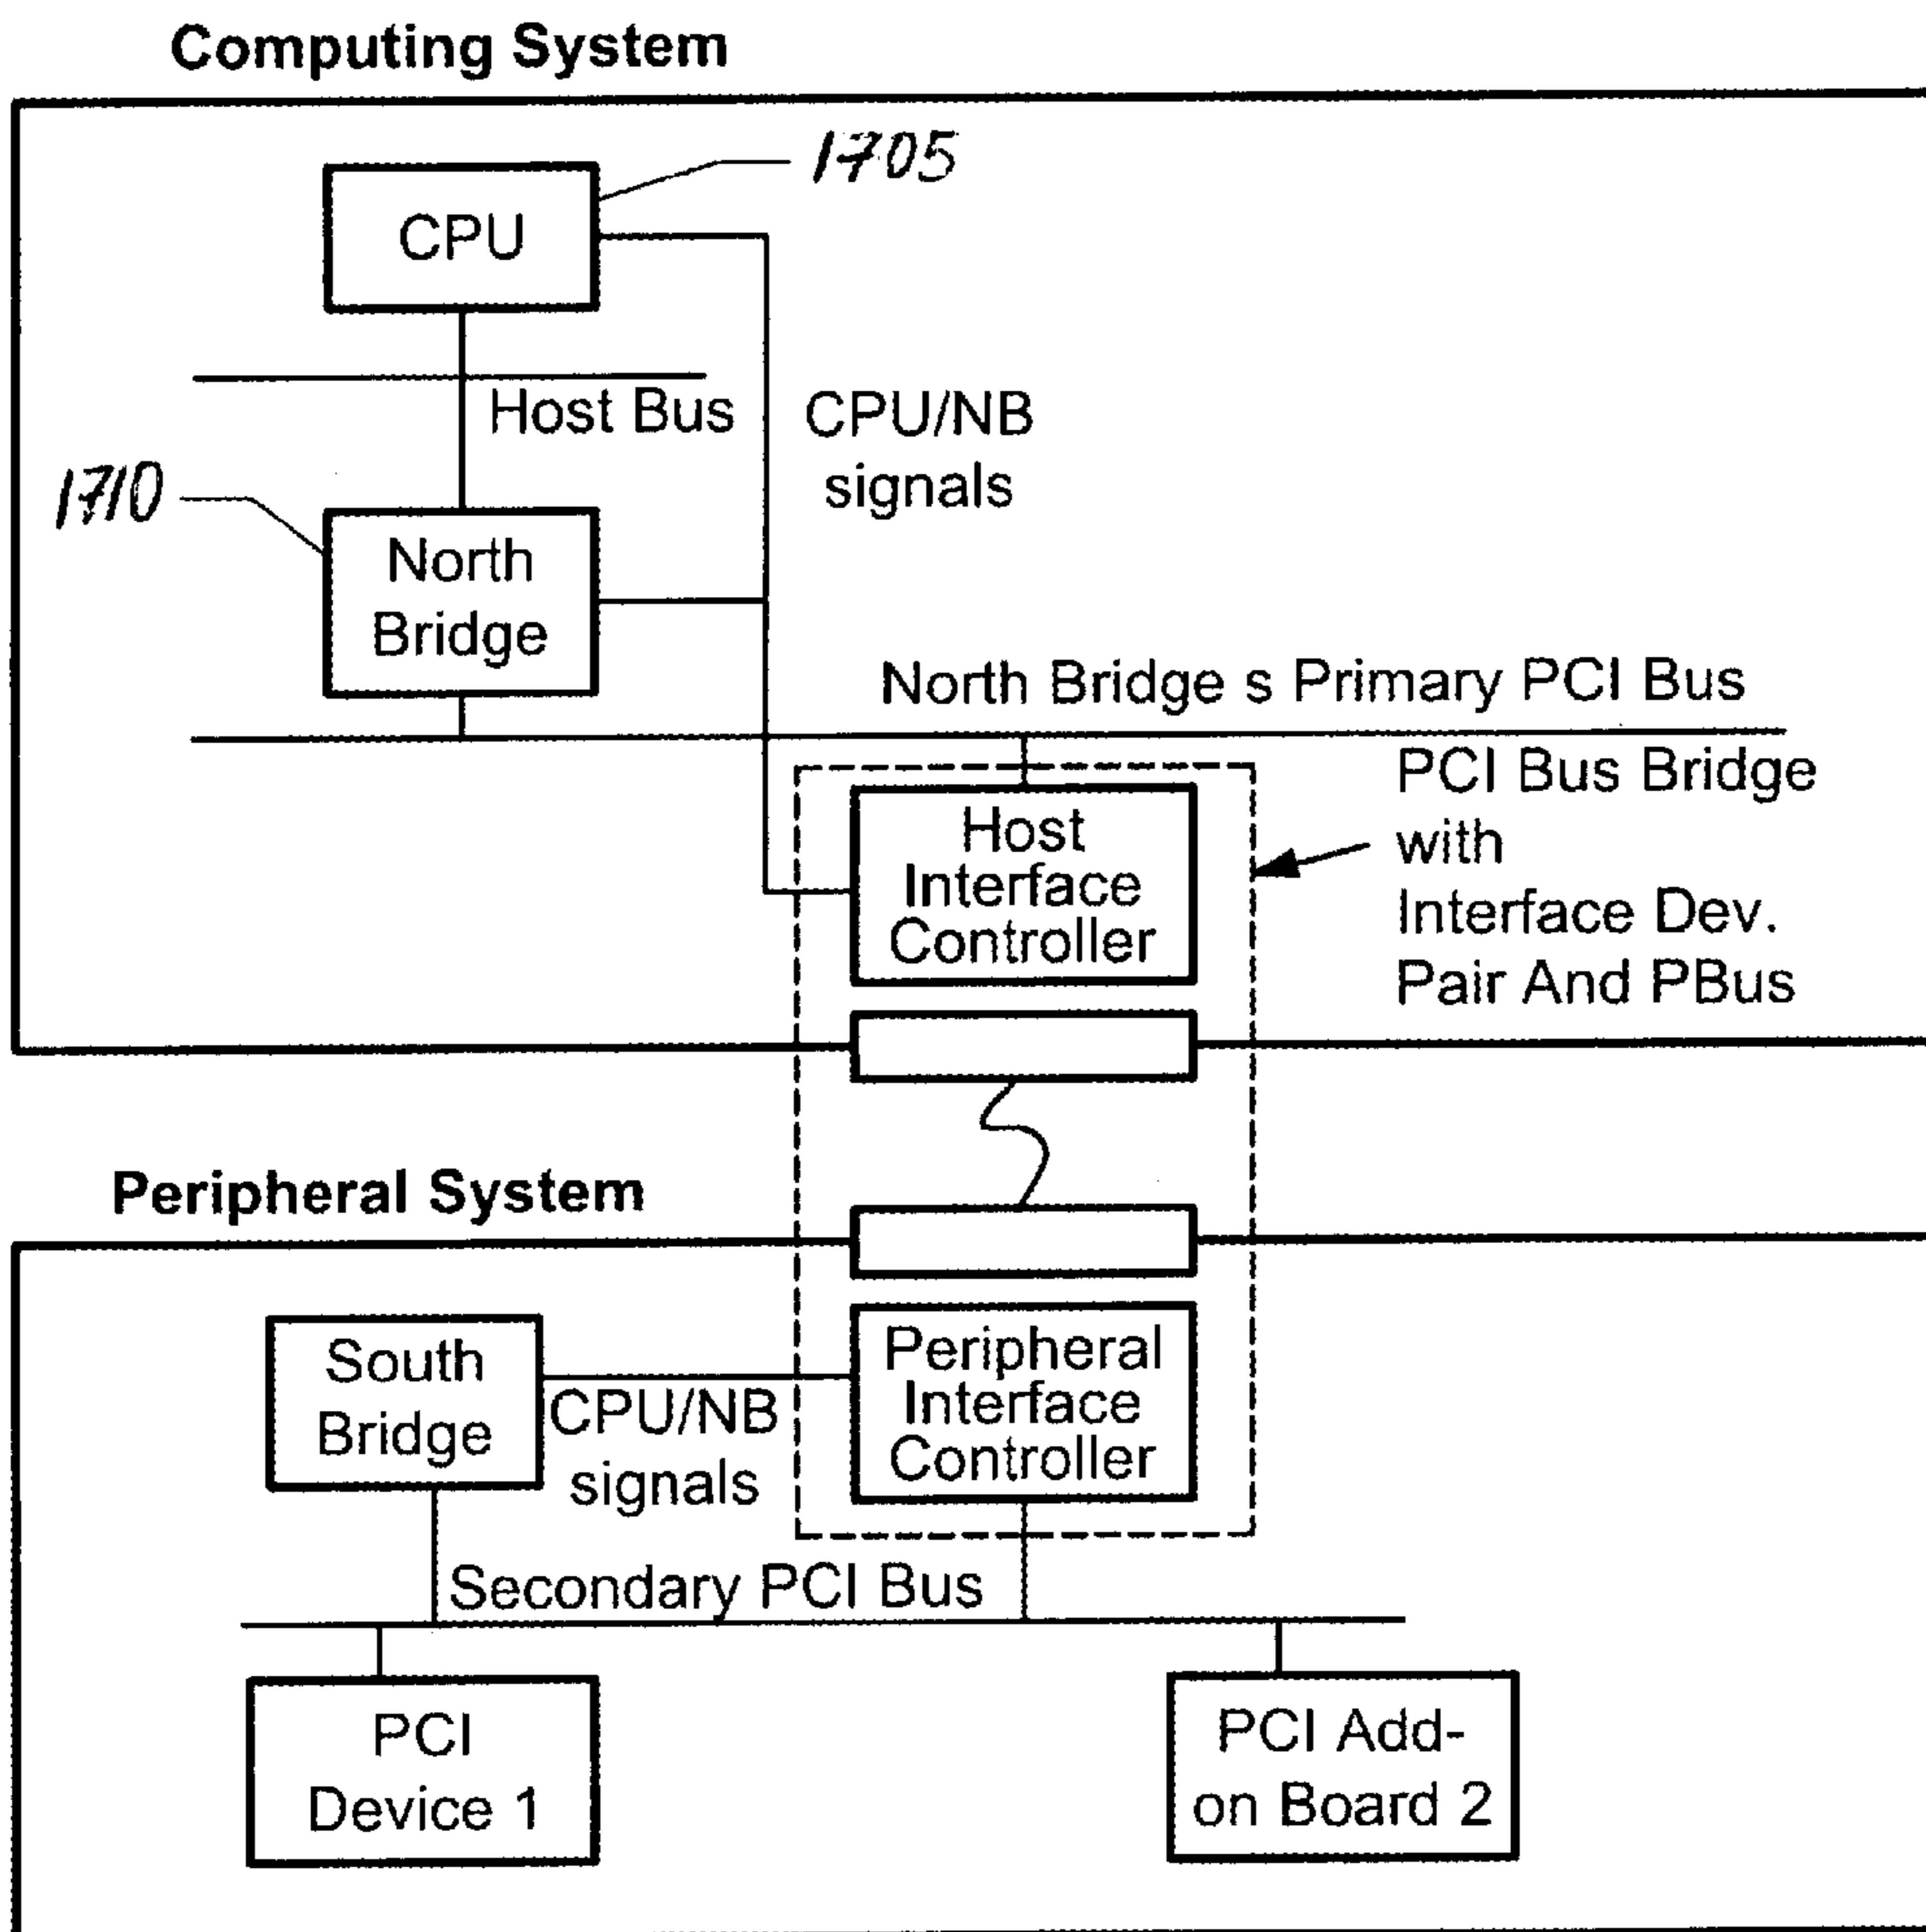 Computing System
1705
CPU
Host Bus
CPU/NB
signals
1710
North
Bridge
North Bridge s Primary PCI Bus
PCI Bus Bridge
with
Interface Dev.
Pair And PBus
Host
Interface
Controller
Peripheral System
South
Bridge
CPU/NB
signals
Peripheral
Interface
Controller
Secondary PCI Bus
PCI
Device 1
PCI Add-
on Board 2